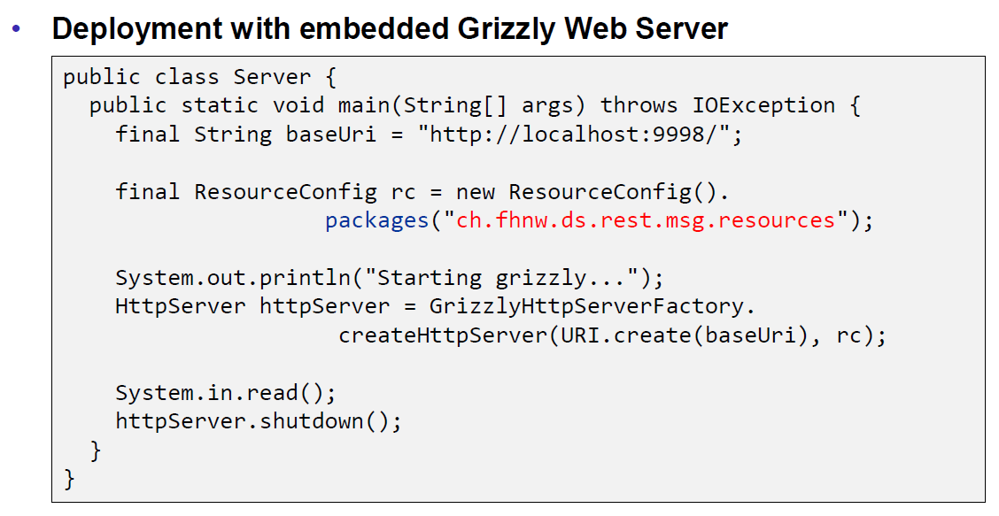 • Deployment with embedded Grizzly Web Server
public class Server {
  public static void main(String[] args) throws IOException {
    final String baseUri = "http://localhost:9998/";
    final ResourceConfig rc = new ResourceConfig().
                    packages("ch.fhnw.ds.rest.msg.resources");
    System.out.println("Starting grizzly...");
    HttpServer httpServer = GrizzlyHttpServerFactory.
                     createHttpServer(URI.create(baseUri), rc);
    System.in.read();
    httpServer.shutdown();
  }
}